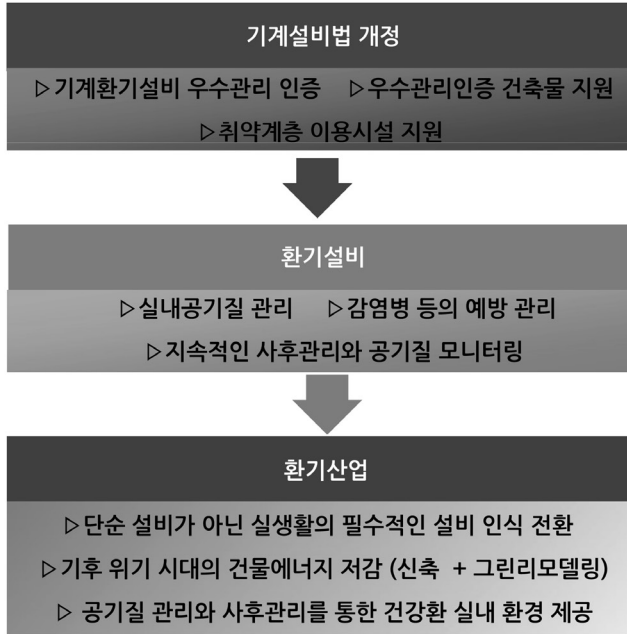 기계설비법 개정
▷기계환기설비 우수관리 인증 ▷우수관리인증 건축물 지원
▷취약계층 이용시설 지원
환기설비
▷실내공기질 관리 ▷감염병 등의 예방 관리
▷지속적인 사후관리와 공기질 모니터링
환기산업
▷단순 설비가 아닌 실생활의 필수적인 설비 인식 전환
▷기후 위기 시대의 건물에너지 저감 (신축 + 그린리모델링)
▷ 공기질 관리와 사후관리를 통한 건강환 실내 환경 제공